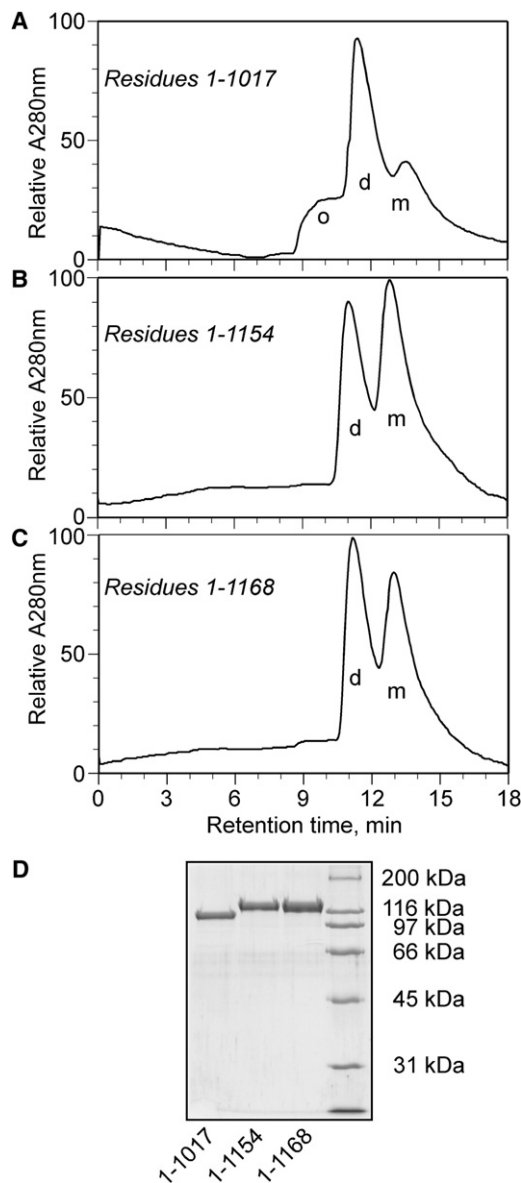 A
100
50
0
Relative A280nm
Residues 1-1017
o
d
m
B
100
50
0
Relative A280nm
Residues 1-1154
d
m
C
100
50
0
Relative A280nm
Residues 1-1168
d
m
0 3 6 9 12 15 18
Retention time, min
D
200 kDa
116 kDa
97 kDa
66 kDa
45 kDa
31 kDa
1-1017
1-1154
1-1168